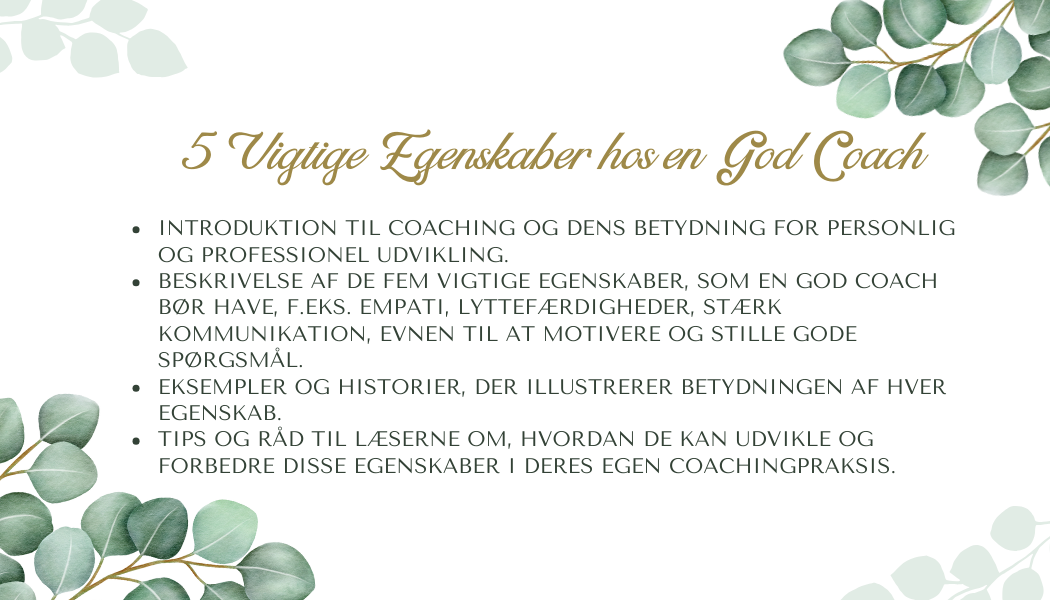 5 Vigtige Egenskaber hos en God Coach
• INTRODUKTION TIL COACHING OG DENS BETYDNING FOR PERSONLIG
OG PROFESSIONEL UDVIKLING.
• BESKRIVELSE AF DE FEM VIGTIGE EGENSKABER, SOM EN GOD COACH
BØR HAVE, F.EKS. EMPATI, LYTTEFÆRDIGHEDER, STÆRK
KOMMUNIKATION, EVNEN TIL AT MOTIVERE OG STILLE GODE
SPØRGSMÅL.
• EKSEMPLER OG HISTORIER, DER ILLUSTRERER BETYDNINGEN AF HVER
EGENSKAB.
• TIPS OG RÅD TIL LÆSERNE OM, HVORDAN DE KAN UDVIKLE OG
FORBEDRE DISSE EGENSKABER I DERES EGEN COACHINGPRAKSIS.